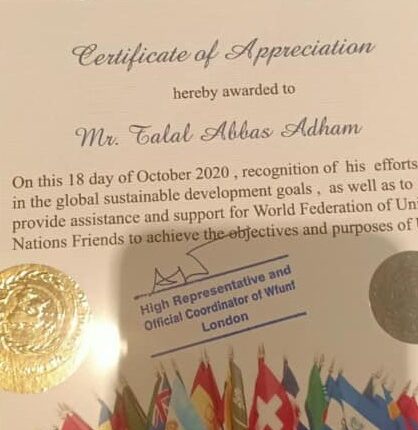 Certificate of Appreciation
hereby awarded to
Mr. Talal Abbas Adham
On this 18 day of October 2020 , recognition of his efforts
in the global sustainable development goals , as well as to
provide assistance and support for World Federation of Uni
Nations Friends to achieve the objectives and purposes of
High Representative and
Official Coordinator of Wfunf
London